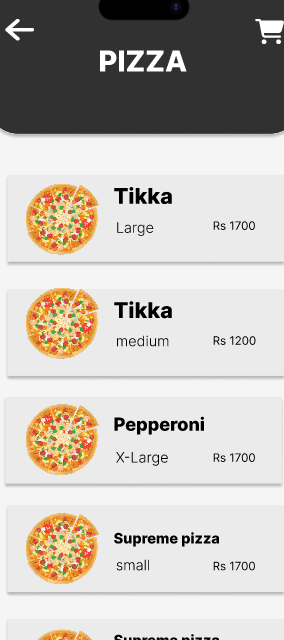 PIZZA
Tikka
Large
Rs 1700
Tikka
medium
Rs 1200
Pepperoni
X-Large
Rs 1700
Supreme pizza
small
Rs 1700
Supreme pizza